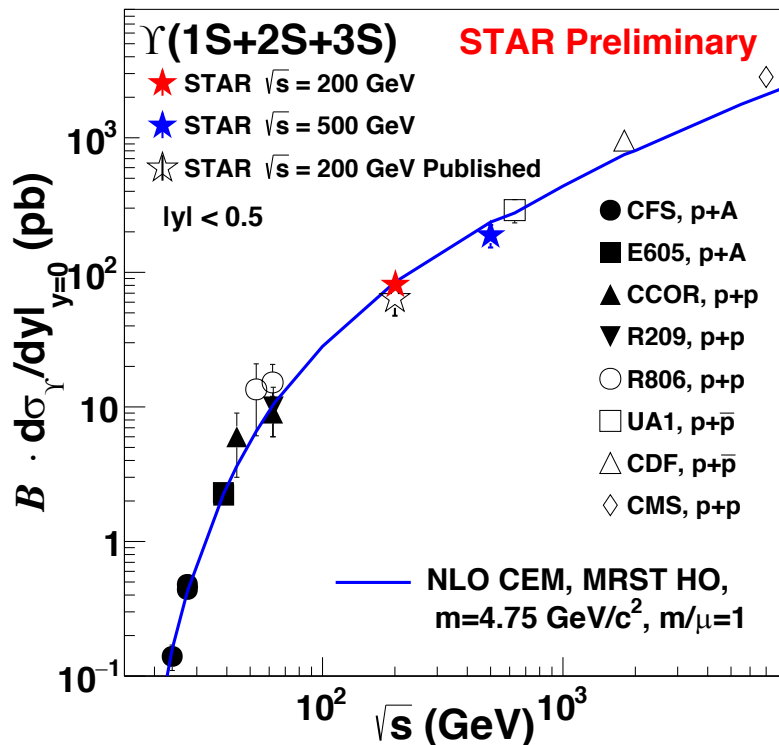 ϒ(1S+2S+3S) STAR Preliminary
STAR √s = 200 GeV
STAR √s = 500 GeV
STAR √s = 200 GeV Published
|y| < 0.5
CFS, p+A
E605, p+A
CCOR, p+p
R209, p+p
R806, p+p
UA1, p+p̅
CDF, p+p̅
CMS, p+p
NLO CEM, MRST HO,
m=4.75 GeV/c², m/μ=1
B · dσ_ϒ/dy|_{y=0} (pb)
10³
10²
10
1
10⁻¹
10² 10³
√s (GeV)